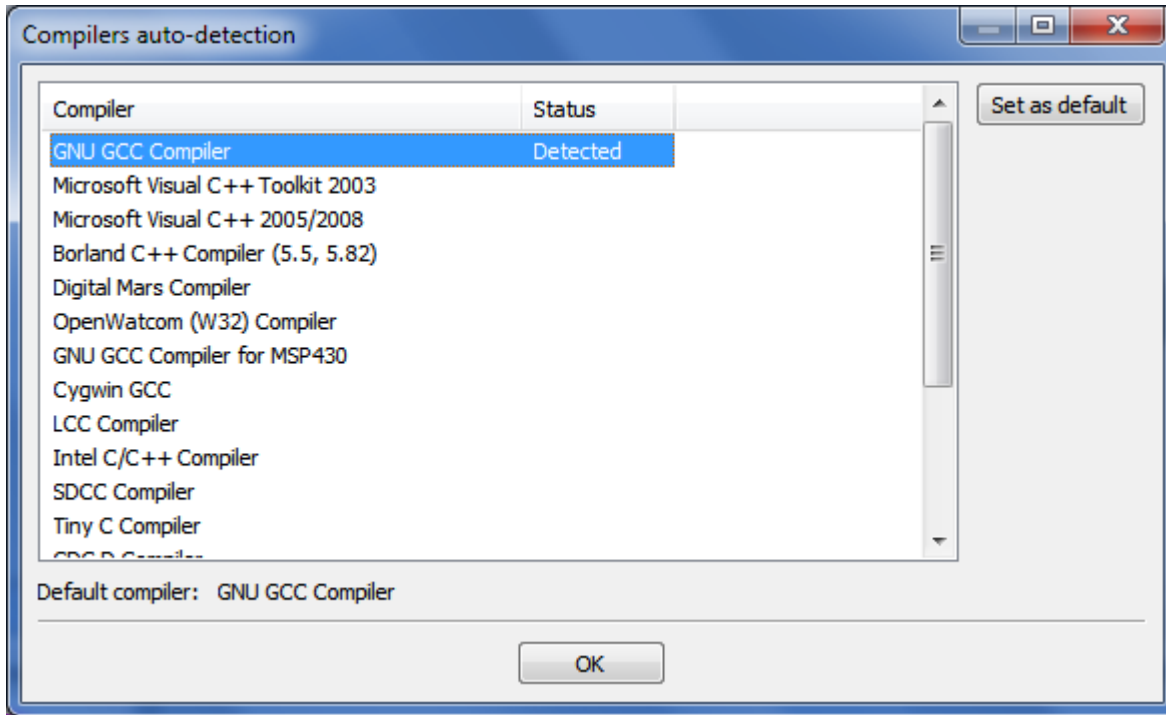 Compilers auto-detection
Compiler Status
Set as default
GNU GCC Compiler Detected
Microsoft Visual C++ Toolkit 2003
Microsoft Visual C++ 2005/2008
Borland C++ Compiler (5.5, 5.82)
Digital Mars Compiler
OpenWatcom (W32) Compiler
GNU GCC Compiler for MSP430
Cygwin GCC
LCC Compiler
Intel C/C++ Compiler
SDCC Compiler
Tiny C Compiler
Default compiler: GNU GCC Compiler
OK